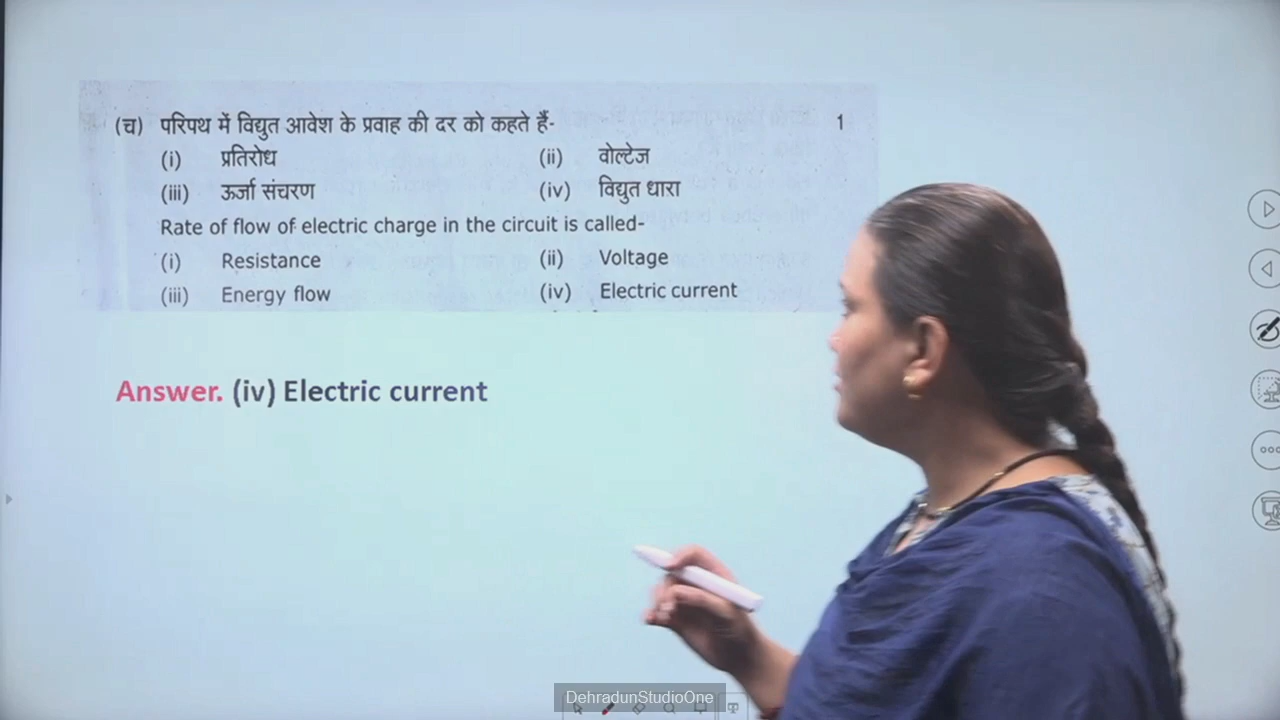 (च) परिपथ में विद्युत आवेश के प्रवाह की दर को कहते हैं- 1
(i) प्रतिरोध (ii) वोल्टेज
(iii) ऊर्जा संचरण (iv) विद्युत धारा
Rate of flow of electric charge in the circuit is called-
(i) Resistance (ii) Voltage
(iii) Energy flow (iv) Electric current
Answer. (iv) Electric current
DehradunStudioOne